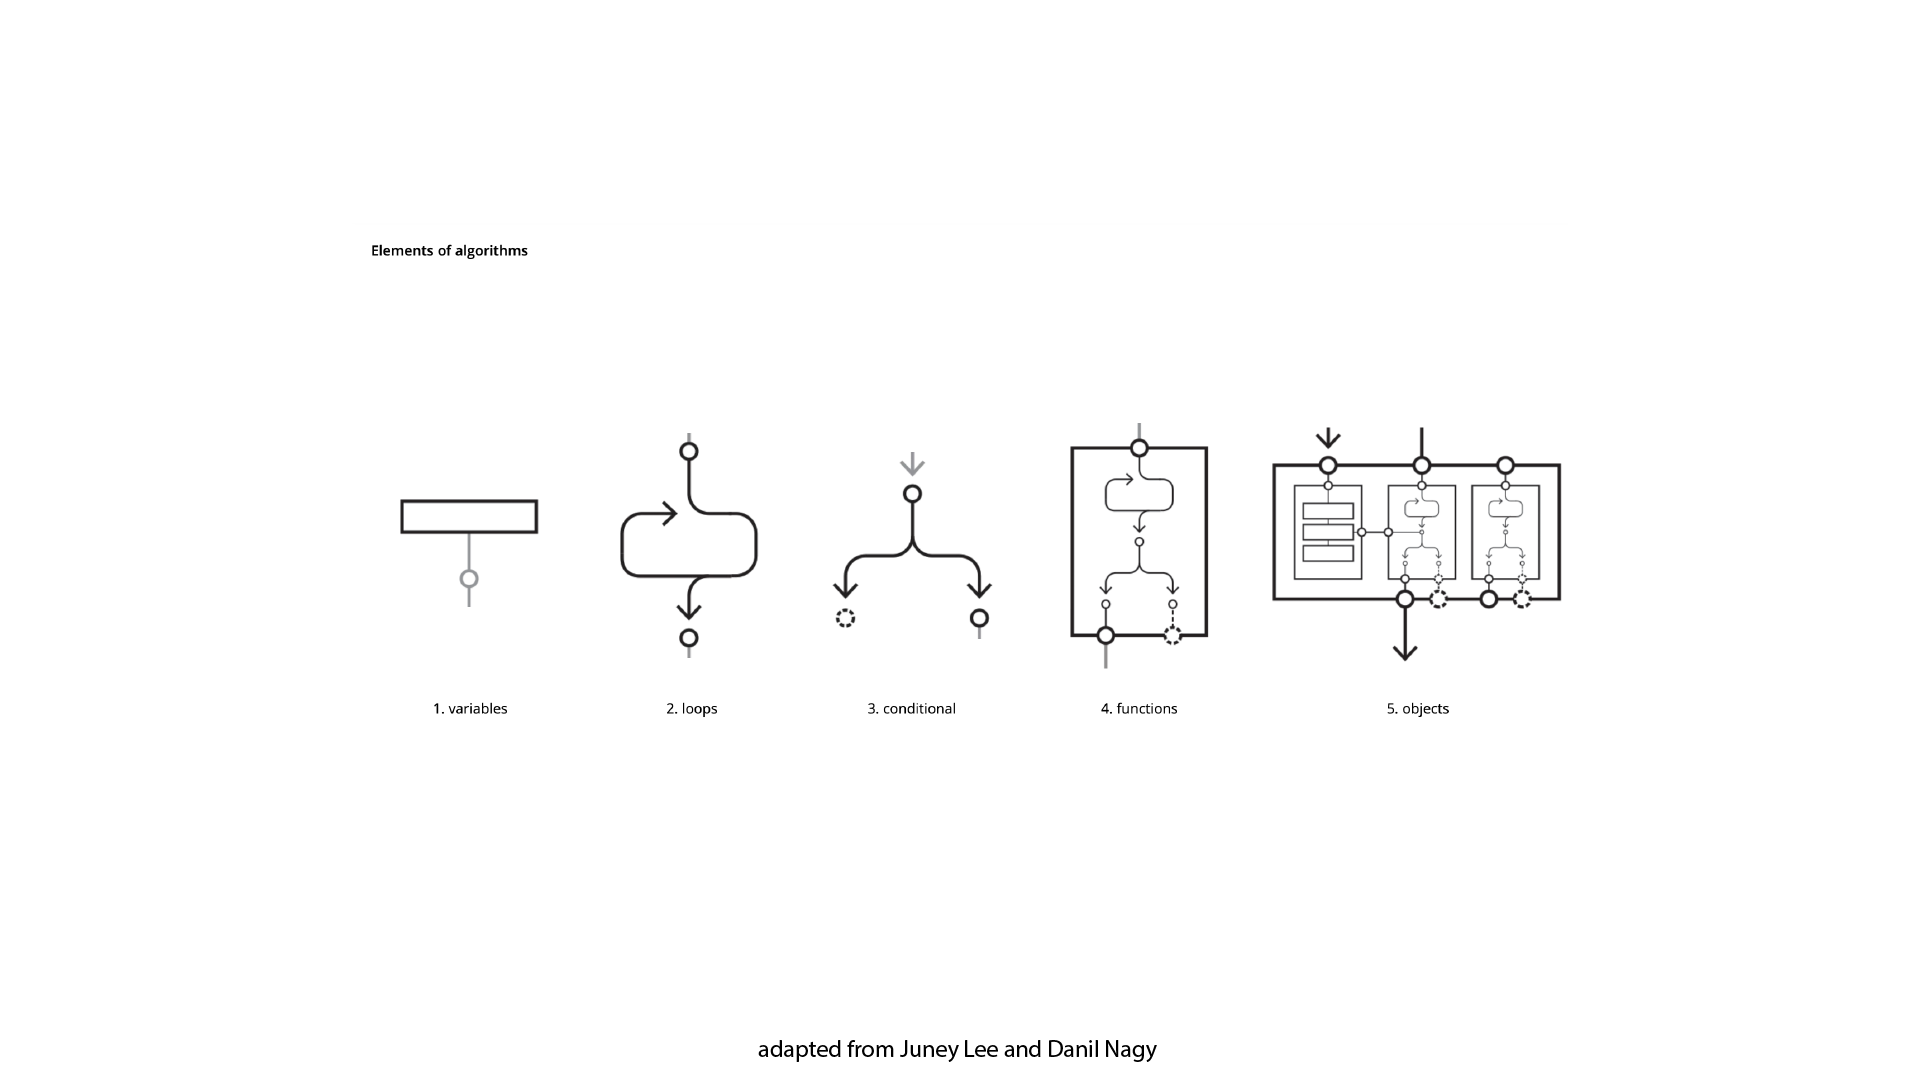 Elements of algorithms
1. variables
2. loops
3. conditional
4. functions
5. objects
adapted from Juney Lee and Danil Nagy